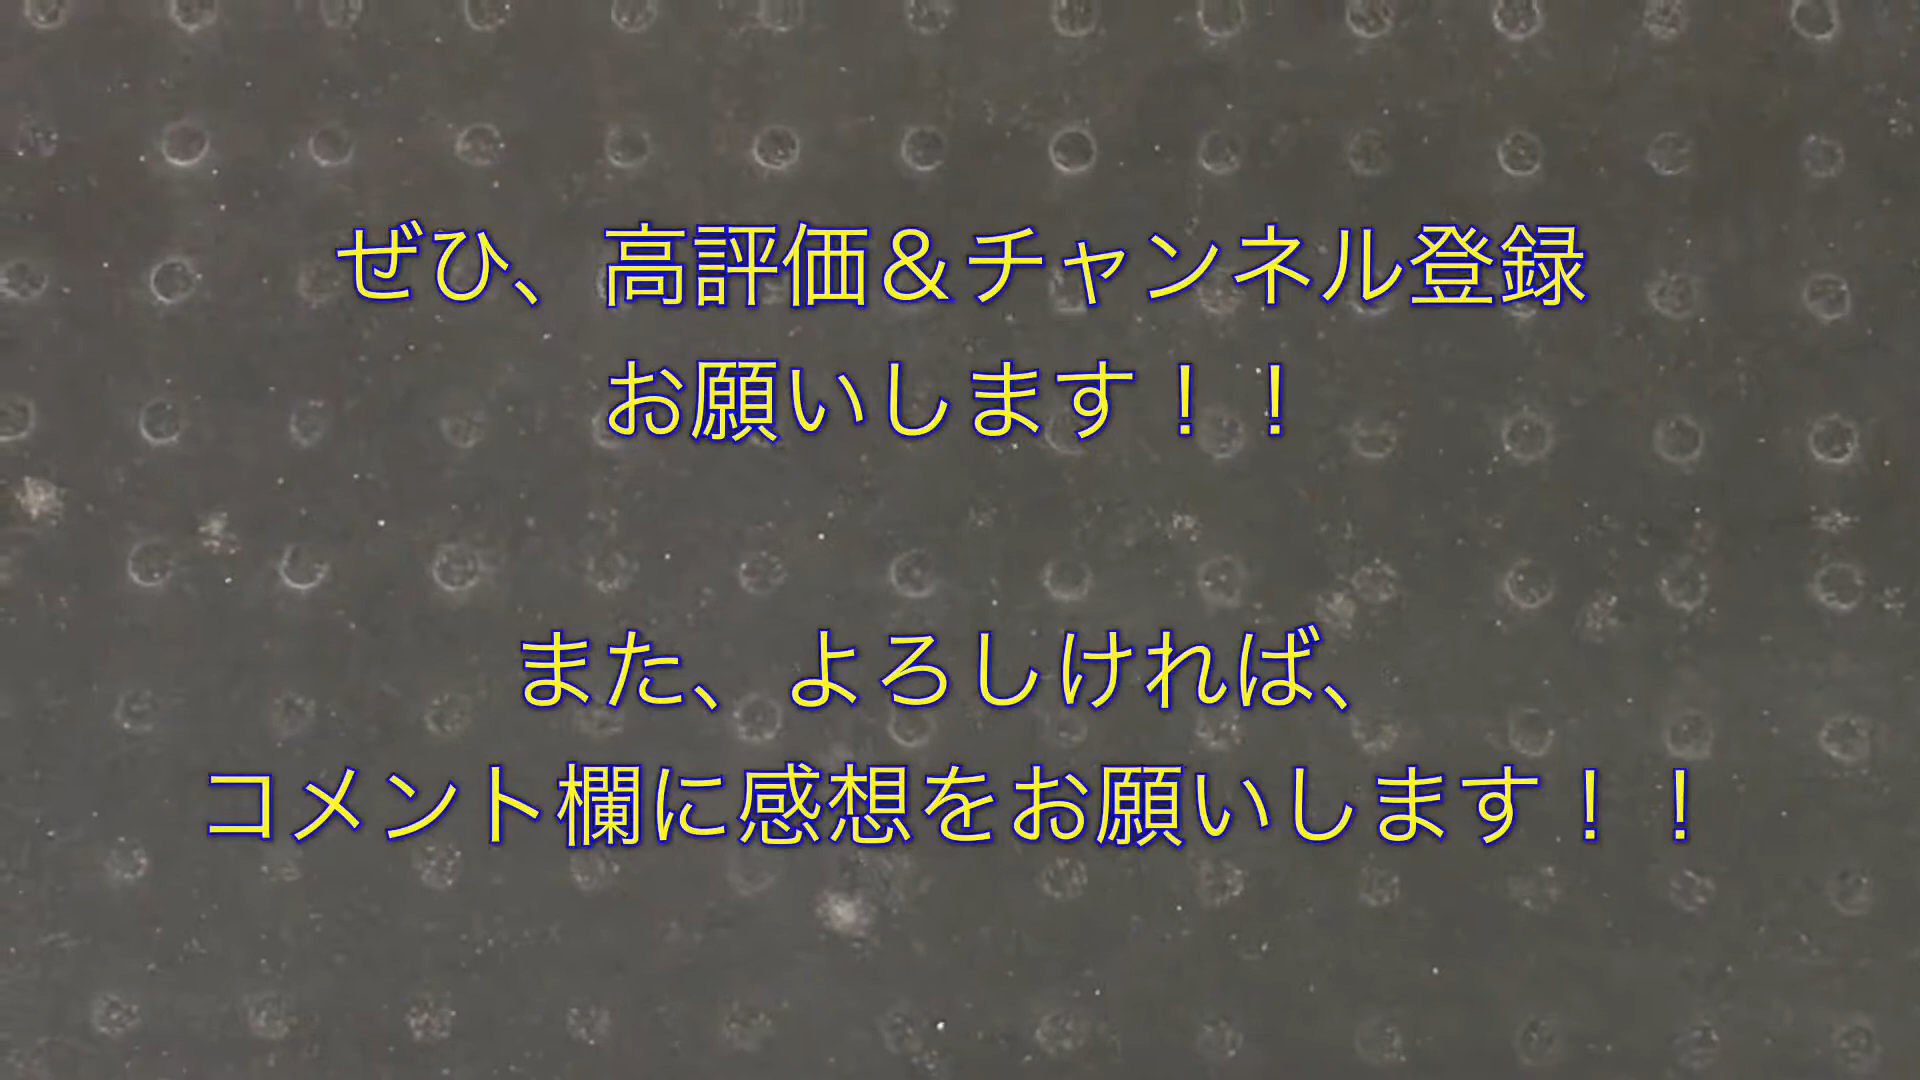 ぜひ、高評価＆チャンネル登録
お願いします！！
また、よろしければ、
コメント欄に感想をお願いします！！